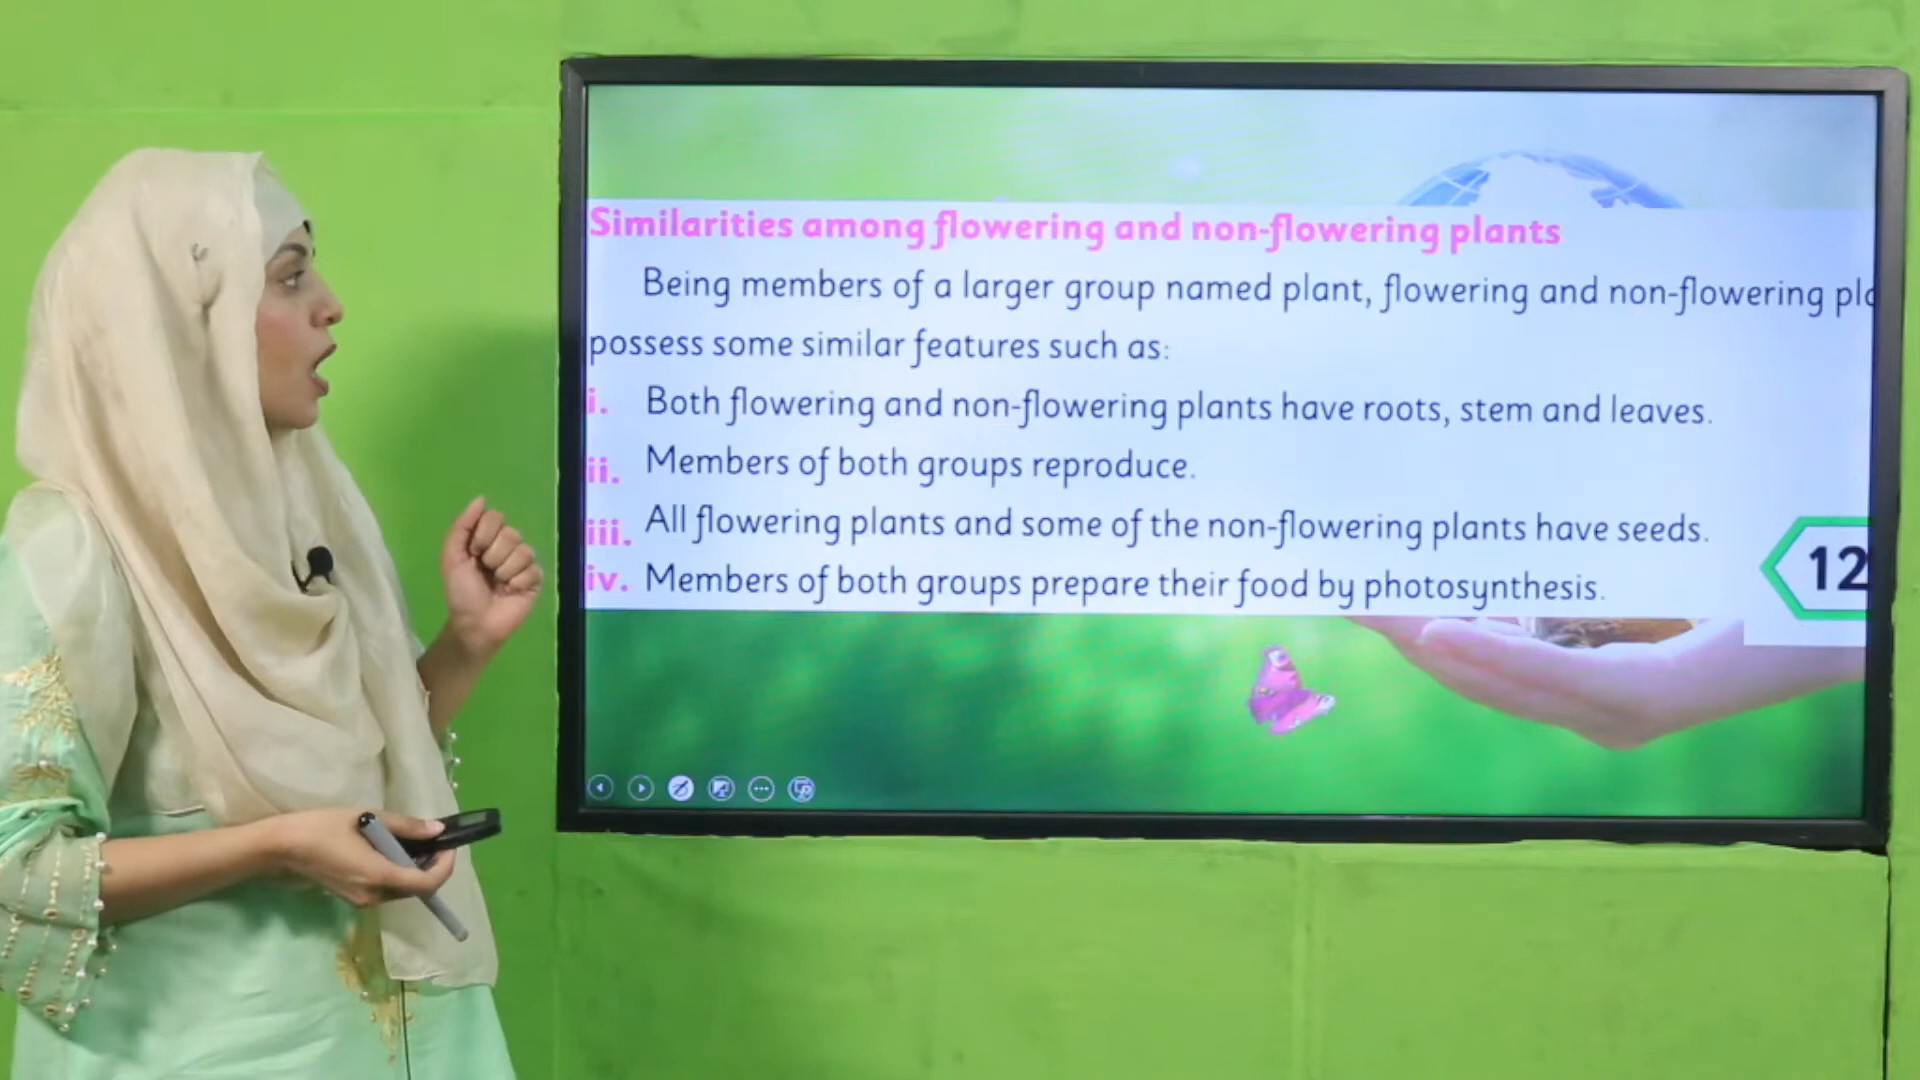 Similarities among flowering and non-flowering plants
Being members of a larger group named plant, flowering and non-flowering
possess some similar features such as:
i. Both flowering and non-flowering plants have roots, stem and leaves.
ii. Members of both groups reproduce.
iii. All flowering plants and some of the non-flowering plants have seeds.
iv. Members of both groups prepare their food by photosynthesis.
12